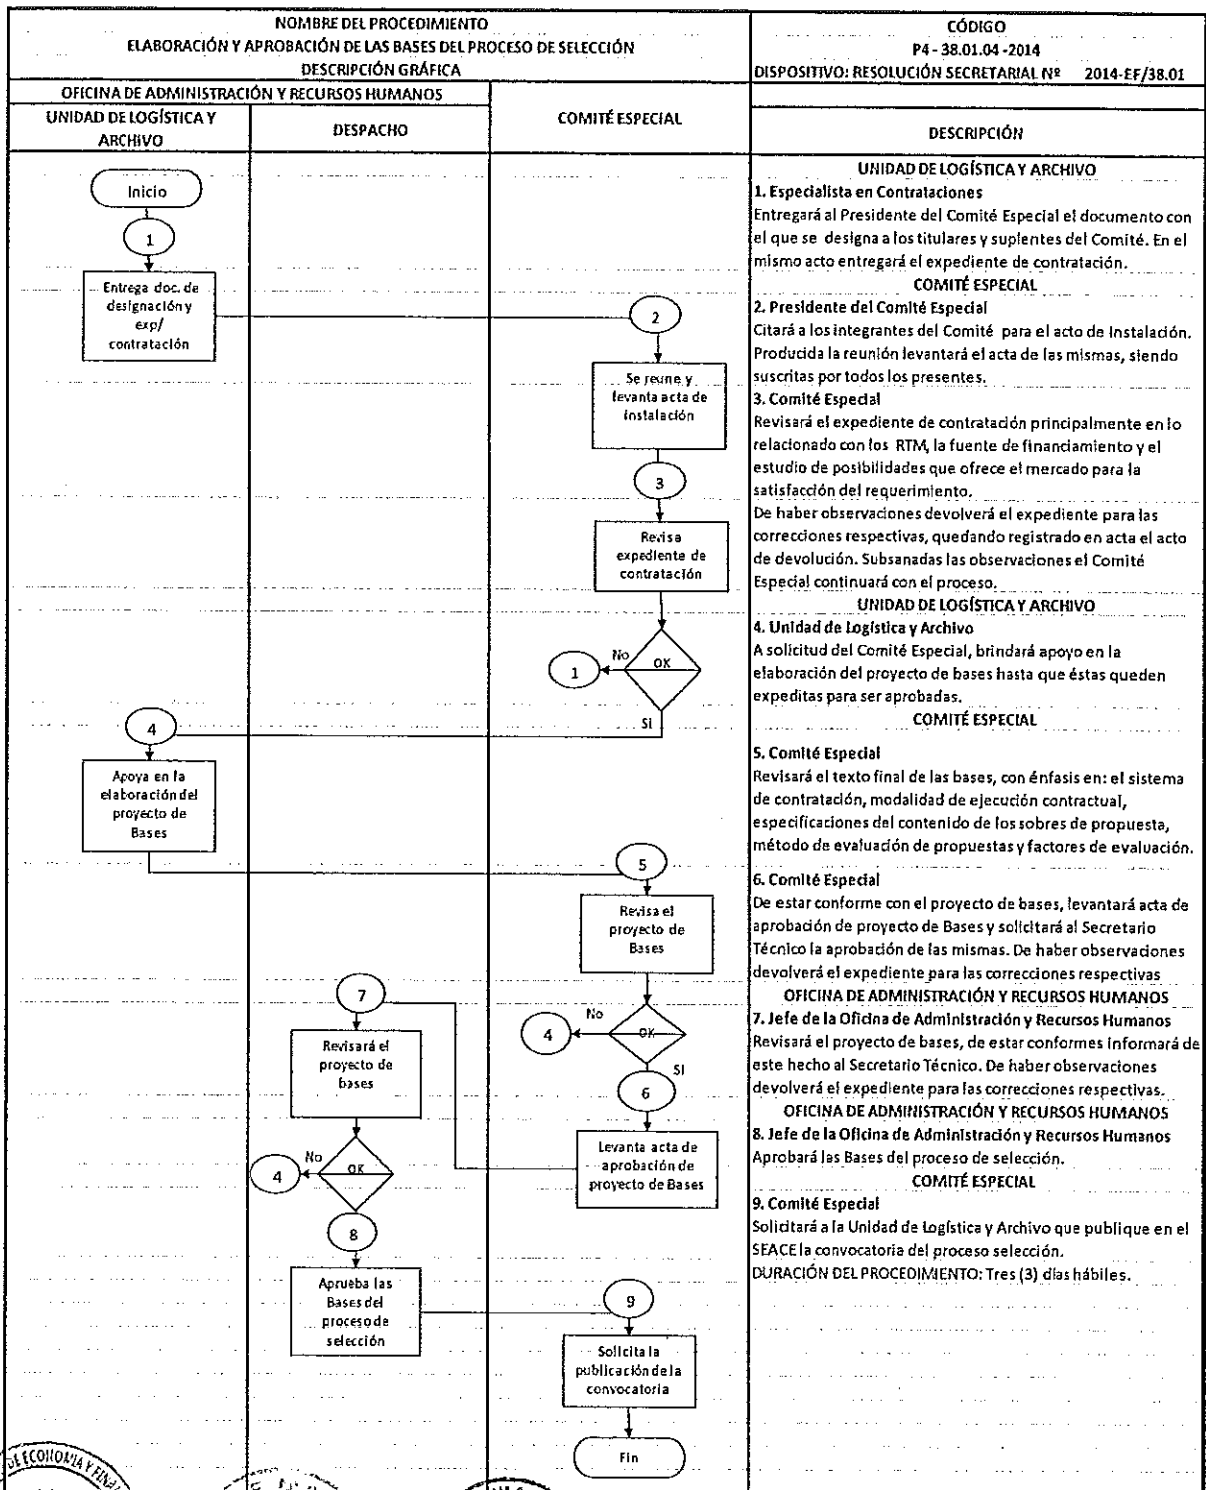 NOMBRE DEL PROCEDIMIENTO
ELABORACIÓN Y APROBACIÓN DE LAS BASES DEL PROCESO DE SELECCIÓN
DESCRIPCIÓN GRÁFICA
CÓDIGO
P4 - 38.01.04 -2014
DISPOSITIVO: RESOLUCIÓN SECRETARIAL Nº 2014-EF/38.01
OFICINA DE ADMINISTRACIÓN Y RECURSOS HUMANOS
UNIDAD DE LOGÍSTICA Y
ARCHIVO
DESPACHO
COMITÉ ESPECIAL
DESCRIPCIÓN
Inicio
1
Entrega doc. de
designación y
exp/
contratación
2
Se reune y
levanta acta de
instalación
3
Revisa
expediente de
contratación
OK
No
1
SI
4
Apoya en la
elaboración del
proyecto de
Bases
5
Revisa el
proyecto de
Bases
OK
No
4
SI
6
Levanta acta de
aprobación de
proyecto de Bases
7
Revisará el
proyecto de
bases
OK
No
4
8
Aprueba las
Bases del
proceso de
selección
9
Solicita la
publicación de la
convocatoria
Fin
UNIDAD DE LOGÍSTICA Y ARCHIVO
1. Especialista en Contrataciones
Entregará al Presidente del Comité Especial el documento con
el que se designa a los titulares y suplentes del Comité. En el
mismo acto entregará el expediente de contratación.
COMITÉ ESPECIAL
2. Presidente del Comité Especial
Citará a los integrantes del Comité para el acto de Instalación.
Producida la reunión levantará el acta de las mismas, siendo
suscritas por todos los presentes.
3. Comité Especial
Revisará el expediente de contratación principalmente en lo
relacionado con los RTM, la fuente de financiamiento y el
estudio de posibilidades que ofrece el mercado para la
satisfacción del requerimiento.
De haber observaciones devolverá el expediente para las
correcciones respectivas, quedando registrado en acta el acto
de devolución. Subsanadas las observaciones el Comité
Especial continuará con el proceso.
UNIDAD DE LOGÍSTICA Y ARCHIVO
4. Unidad de Logística y Archivo
A solicitud del Comité Especial, brindará apoyo en la
elaboración del proyecto de bases hasta que éstas queden
expeditas para ser aprobadas.
COMITÉ ESPECIAL
5. Comité Especial
Revisará el texto final de las bases, con énfasis en: el sistema
de contratación, modalidad de ejecución contractual,
especificaciones del contenido de los sobres de propuesta,
método de evaluación de propuestas y factores de evaluación.
6. Comité Especial
De estar conforme con el proyecto de bases, levantará acta de
aprobación de proyecto de Bases y solicitará al Secretario
Técnico la aprobación de las mismas. De haber observaciones
devolverá el expediente para las correcciones respectivas
OFICINA DE ADMINISTRACIÓN Y RECURSOS HUMANOS
7. Jefe de la Oficina de Administración y Recursos Humanos
Revisará el proyecto de bases, de estar conformes informará de
este hecho al Secretario Técnico. De haber observaciones
devolverá el expediente para las correcciones respectivas.
OFICINA DE ADMINISTRACIÓN Y RECURSOS HUMANOS
8. Jefe de la Oficina de Administración y Recursos Humanos
Aprobará las Bases del proceso de selección.
COMITÉ ESPECIAL
9. Comité Especial
Solicitará a la Unidad de Logística y Archivo que publique en el
SEACE la convocatoria del proceso selección.
DURACIÓN DEL PROCEDIMIENTO: Tres (3) días hábiles.
DE ECONOMIA Y